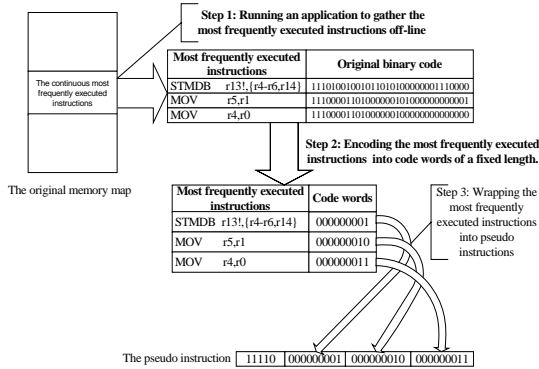 Step 1: Running an application to gather the
most frequently executed instructions off-line
The continuous most
frequently executed
instructions
The original memory map
Most frequently executed
instructions
Original binary code
STMDB r13!,{r4-r6,r14}
MOV r5,r1
11100001101000000101000000000001
MOV r4,r0
11100001101000000100000000000000
Step 2: Encoding the most frequently executed
instructions into code words of a fixed length.
Most frequently executed
instructions
Code words
STMDB r13!,{r4-r6,r14} 000000001
MOV r5,r1 000000010
MOV r4,r0 000000011
Step 3: Wrapping the
most frequently
executed instructions
into pseudo
instructions
The pseudo instruction 11110 000000001 000000010 000000011